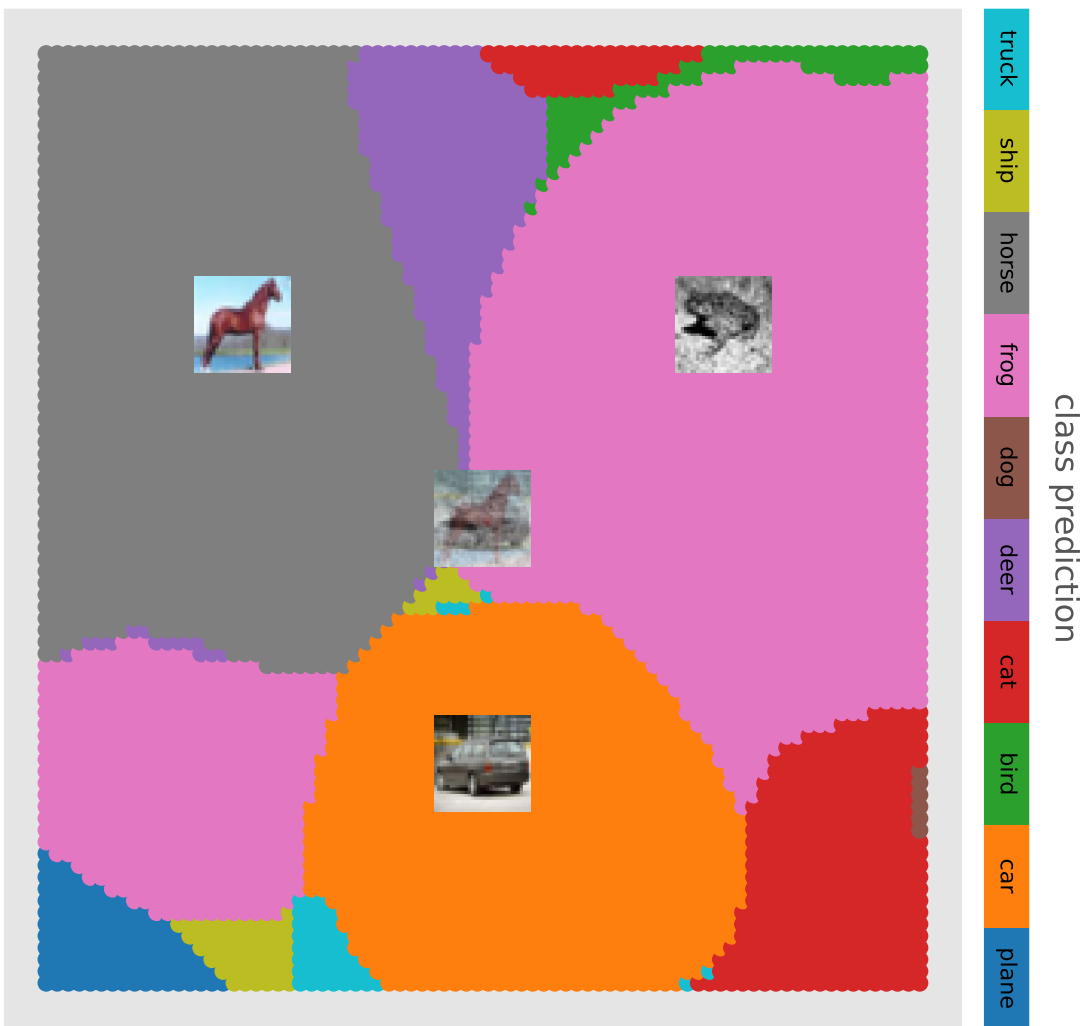 truck
ship
horse
frog
dog
deer
cat
bird
car
plane
class prediction